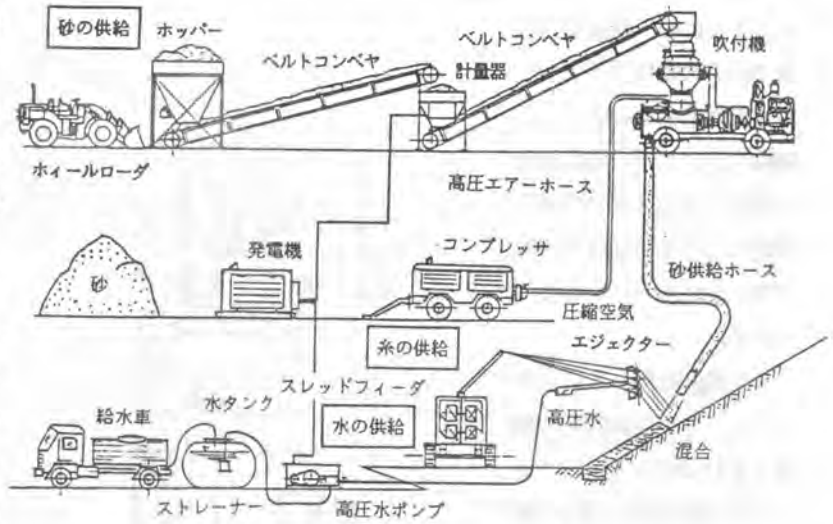 砂の供給
ホッパー
ベルトコンベヤ
計量器
ベルトコンベヤ
吹付機
ホィールローダ
高圧エアーホース
砂
発電機
コンプレッサ
圧縮空気
砂供給ホース
糸の供給
エジェクター
スレッドフィーダ
給水車
水タンク
水の供給
高圧水
混合
ストレーナー
高圧水ポンプ